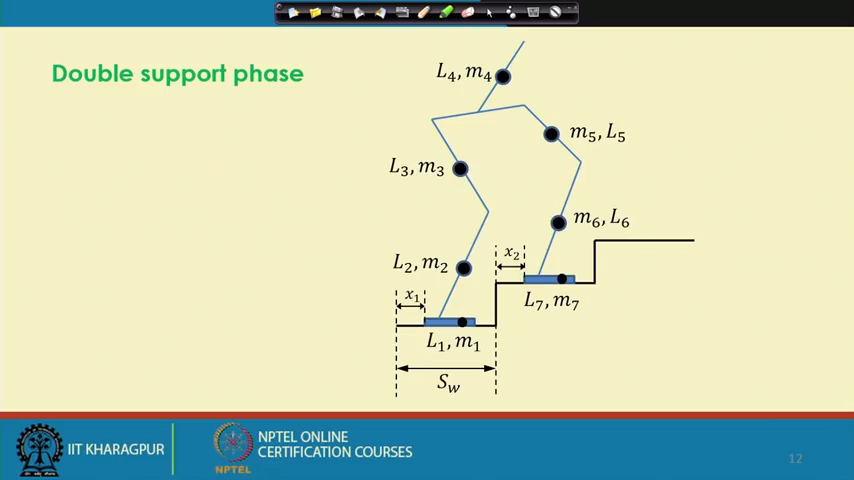 Double support phase
L₄, m₄
m₅, L₅
L₃, m₃
m₆, L₆
x₂
L₂, m₂
x₁
L₇, m₇
L₁, m₁
S_w
IIT KHARAGPUR
NPTEL
NPTEL ONLINE
CERTIFICATION COURSES
12